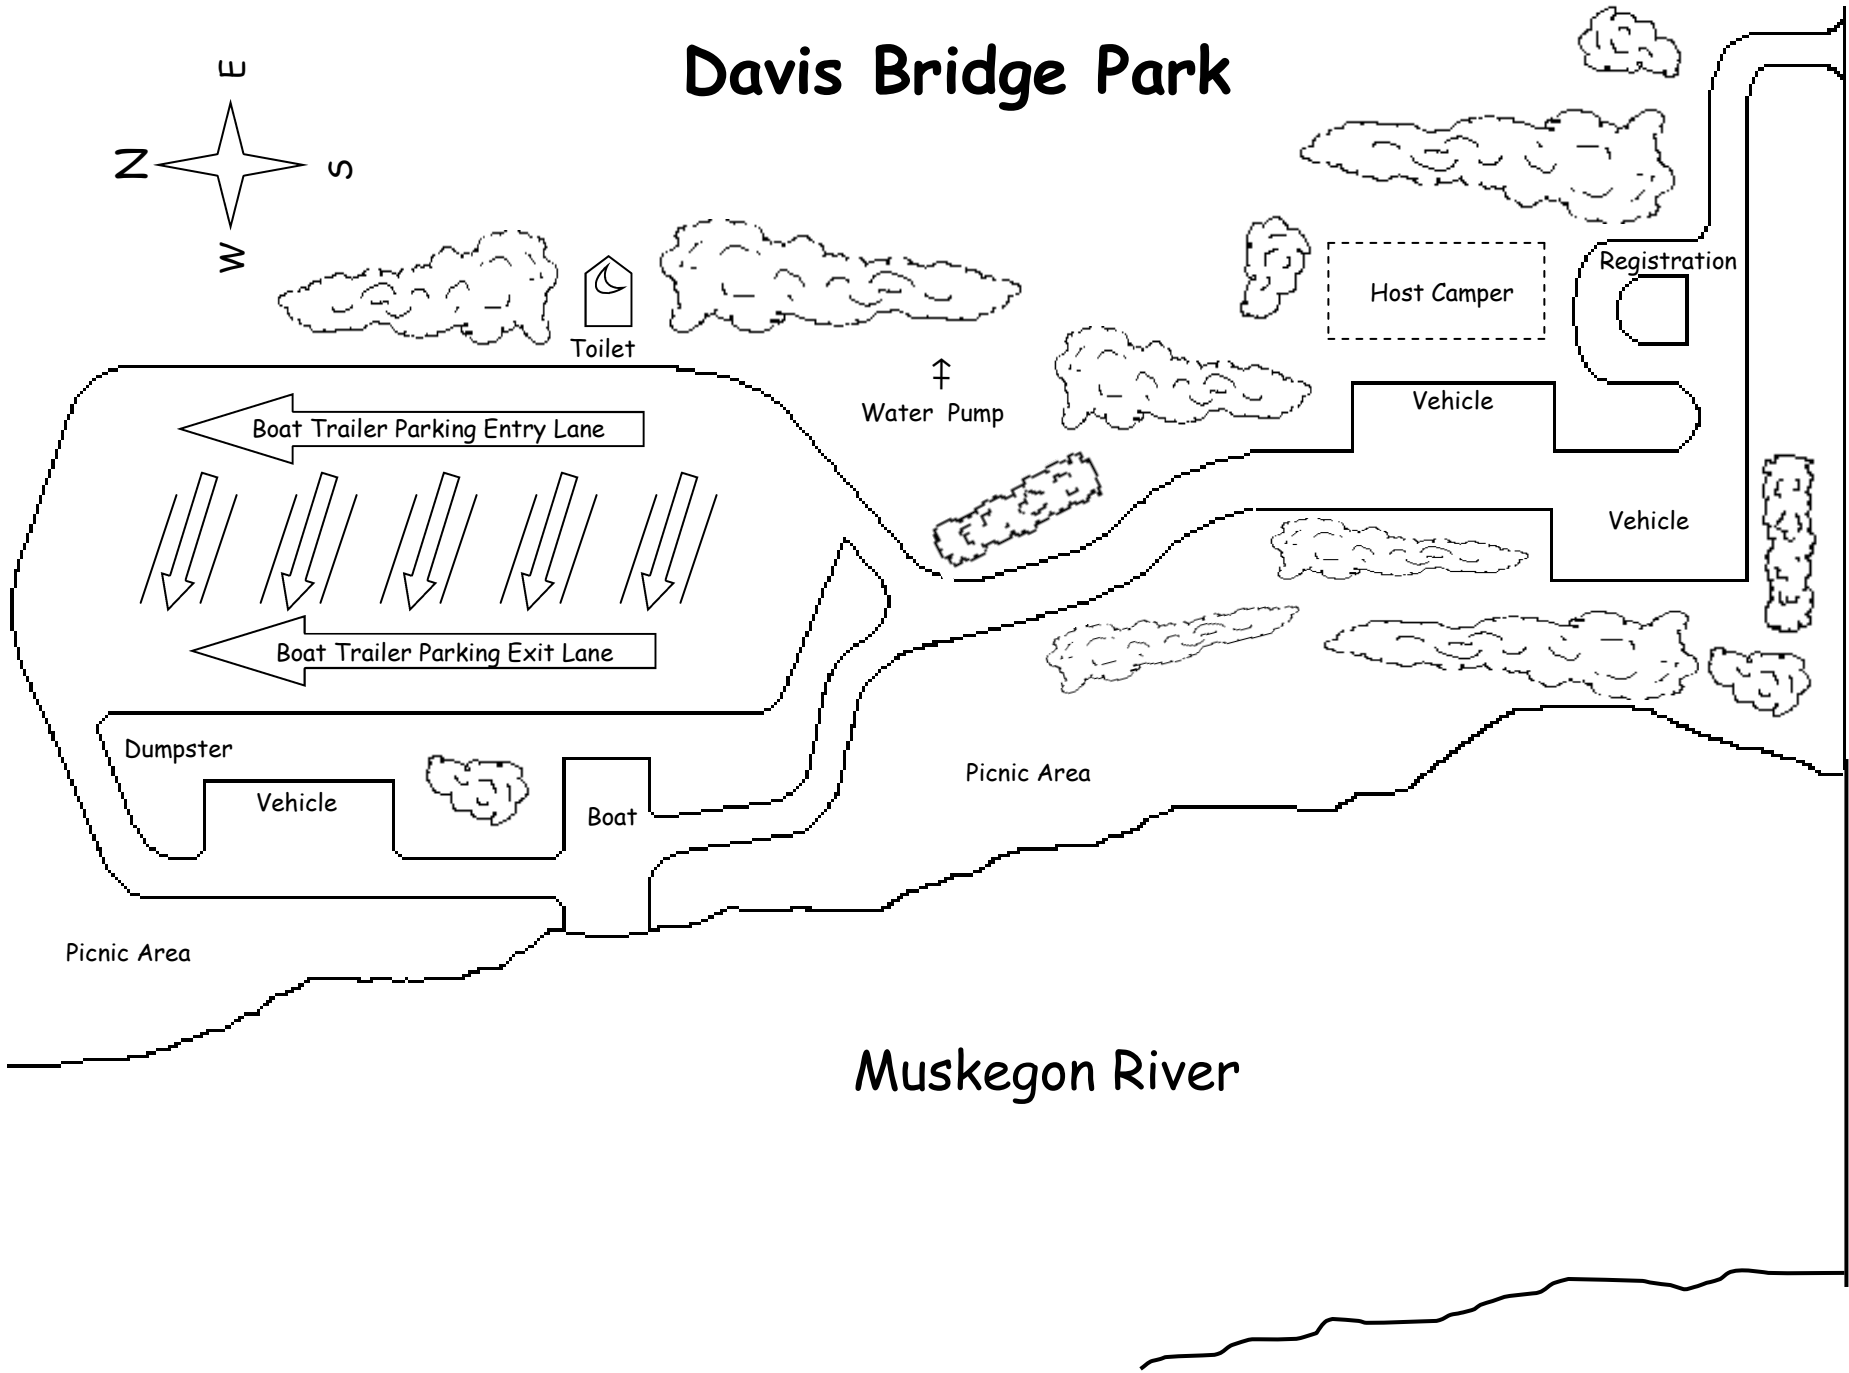 Davis Bridge Park
E
N
S
W
Registration
Host Camper
Toilet
Vehicle
Water Pump
Boat Trailer Parking Entry Lane
Vehicle
Boat Trailer Parking Exit Lane
Dumpster
Picnic Area
Vehicle
Boat
Picnic Area
Muskegon River